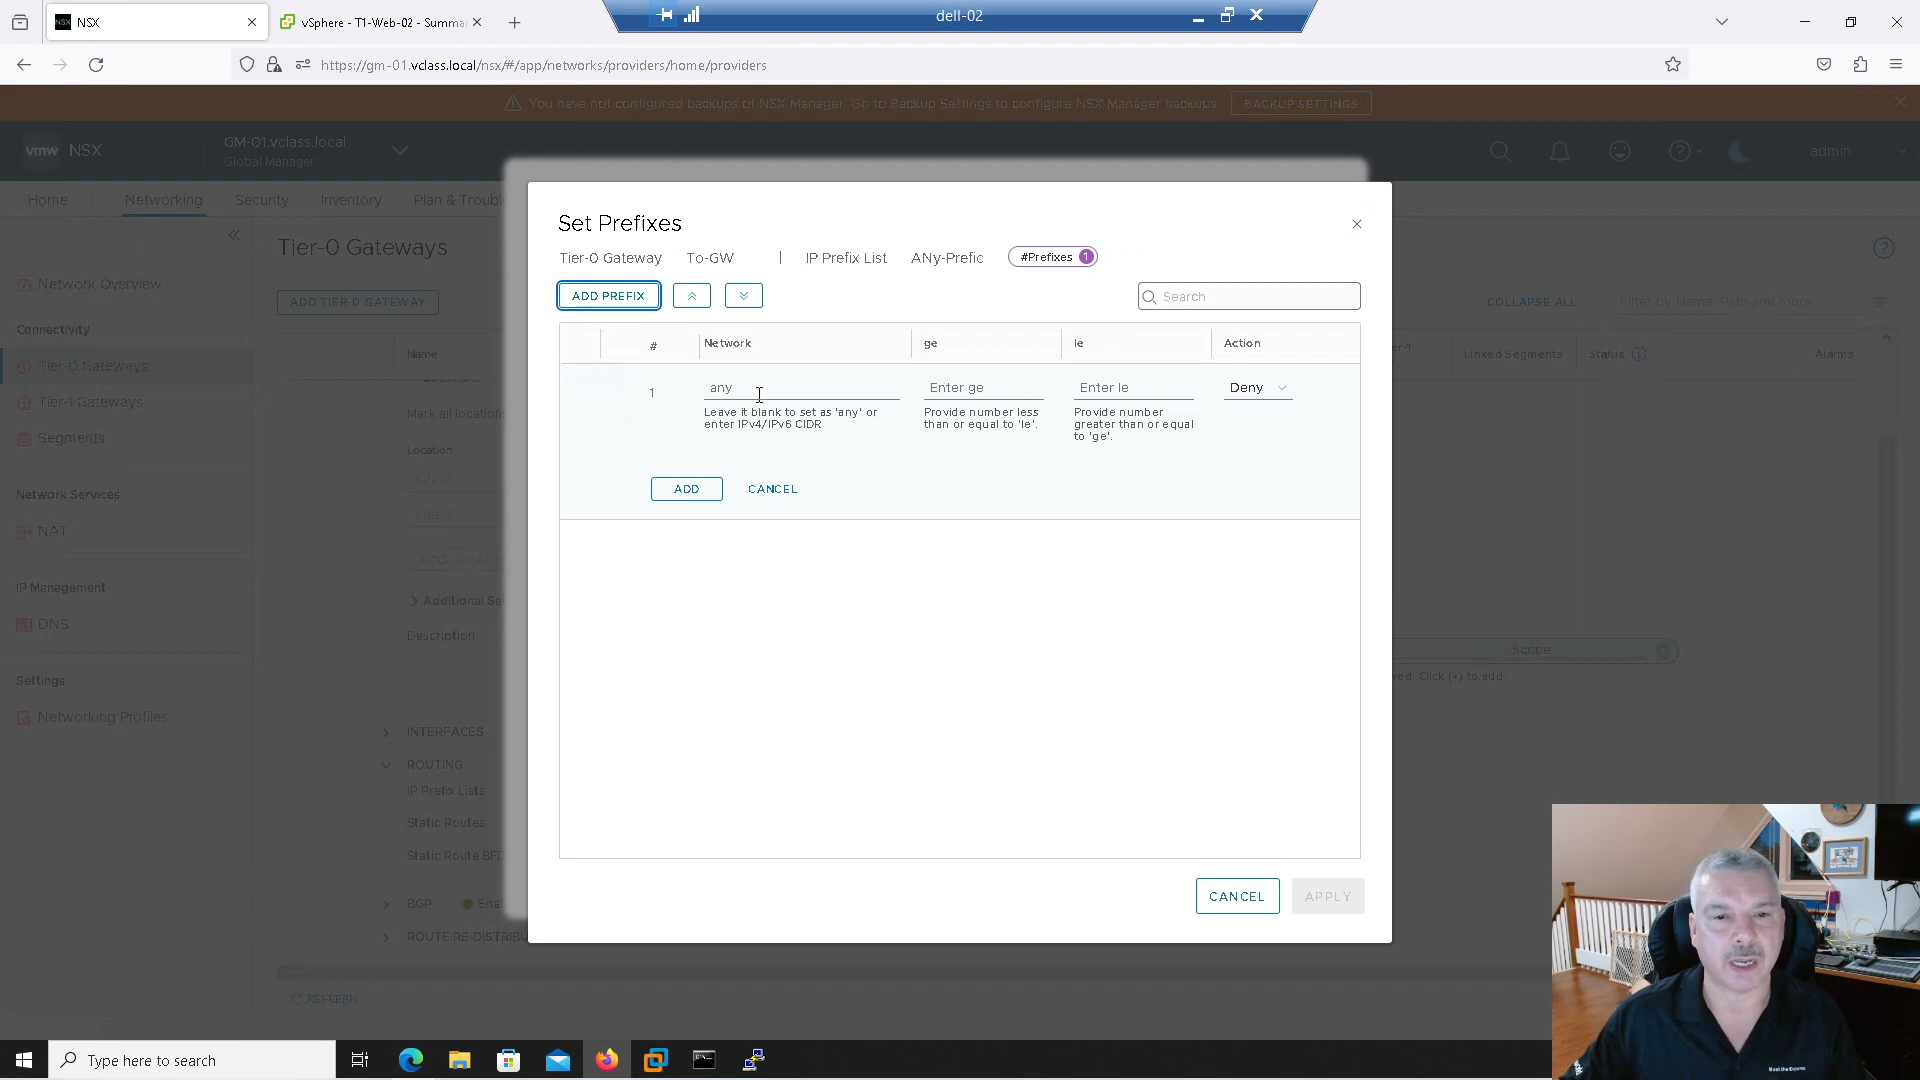 NSX
vSphere - T1-Web-02 - Summa
dell-02
https://gm-01.vclass.local/nsx/#/app/networks/providers/home/providers
You have not configured backups of NSX Manager. Go to Backup Settings to configure NSX Manager backups.
BACKUP SETTINGS
vmw NSX
GM-01.vclass.local
Global Manager
admin
Home
Networking
Security
Inventory
Plan & Troubl
Tier-0 Gateways
Network Overview
Connectivity
Tier-0 Gateways
Tier-1 Gateways
Segments
Network Services
NAT
IP Management
DNS
Settings
Networking Profiles
ADD TIER-0 GATEWAY
COLLAPSE ALL
Filter by Name, Path and more
Name
Linked Segments
Status
Alarms
Mark all locations
Location
Site-A
ADD LOCATIO
Additional Se
Description
INTERFACES
ROUTING
IP Prefix Lists
Static Routes
Static Route BFD
BGP
Ena
ROUTE RE-DISTRIBU
REFRESH
Scope
ved. Click (+) to add.
Set Prefixes
Tier-0 Gateway To-GW | IP Prefix List ANy-Prefic #Prefixes 1
ADD PREFIX
Search
# Network ge le Action
1 any Enter ge Enter le Deny
Leave it blank to set as 'any' or
enter IPv4/IPv6 CIDR
Provide number less
than or equal to 'le'.
Provide number
greater than or equal
to 'ge'.
ADD CANCEL
CANCEL APPLY
Type here to search